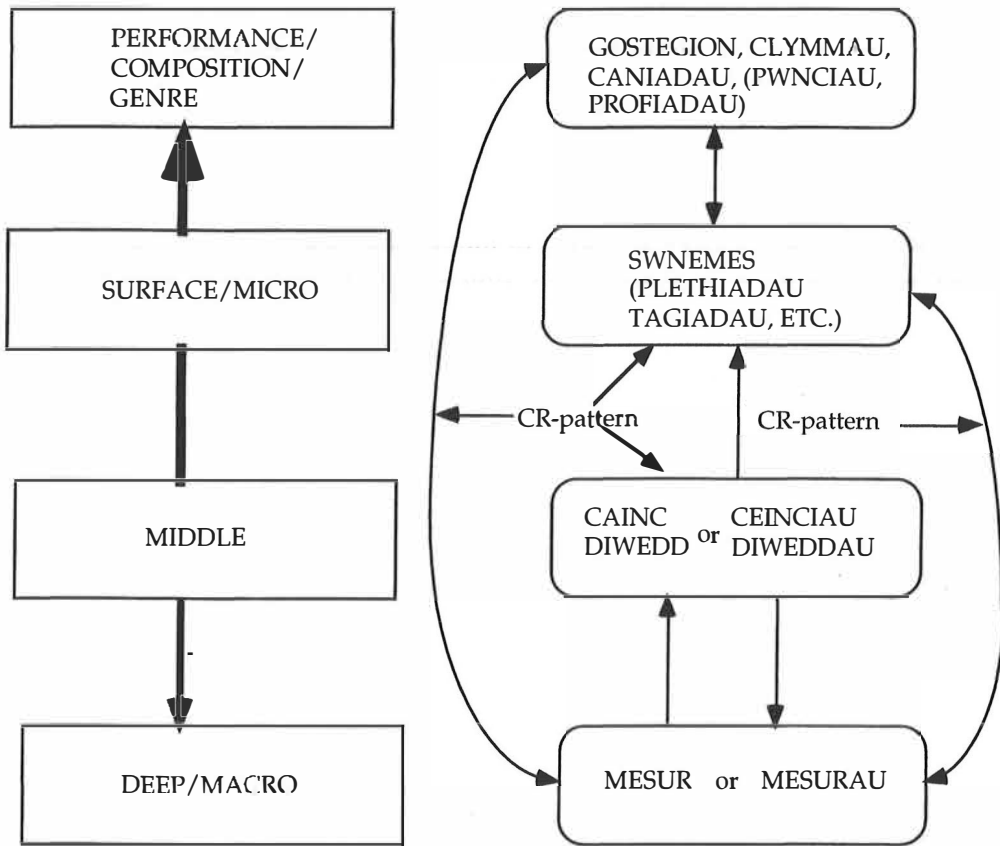 PERFORMANCE/
COMPOSITION/
GENRE
GOSTEGION, CLYMMAU,
CANIADAU, (PWNCIAU,
PROFIADAU)
SURFACE/MICRO
SWNEMES
(PLETHIADAU
TAGIADAU, ETC.)
CR-pattern
CR-pattern
MIDDLE
CAINC or CEINCIAU
DIWEDD DIWEDDAU
DEEP/MACRO
MESUR or MESURAU